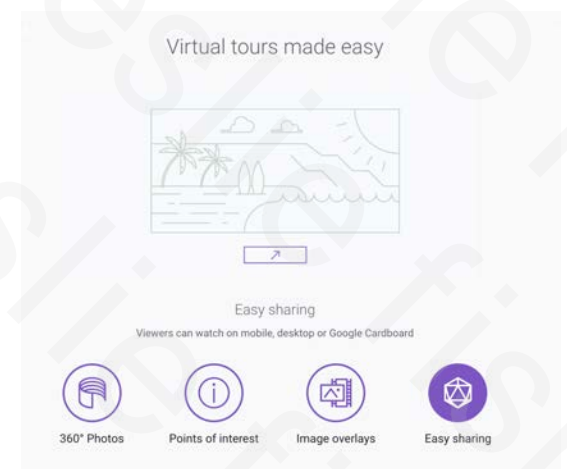 Virtual tours made easy
Easy sharing
Viewers can watch on mobile, desktop or Google Cardboard
360° Photos
Points of interest
Image overlays
Easy sharing